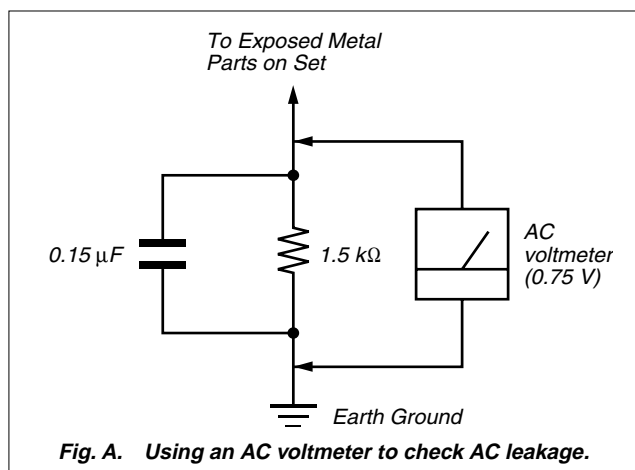 To Exposed Metal
Parts on Set
0.15 µF
1.5 kΩ
AC
voltmeter
(0.75 V)
Earth Ground
Fig. A. Using an AC voltmeter to check AC leakage.